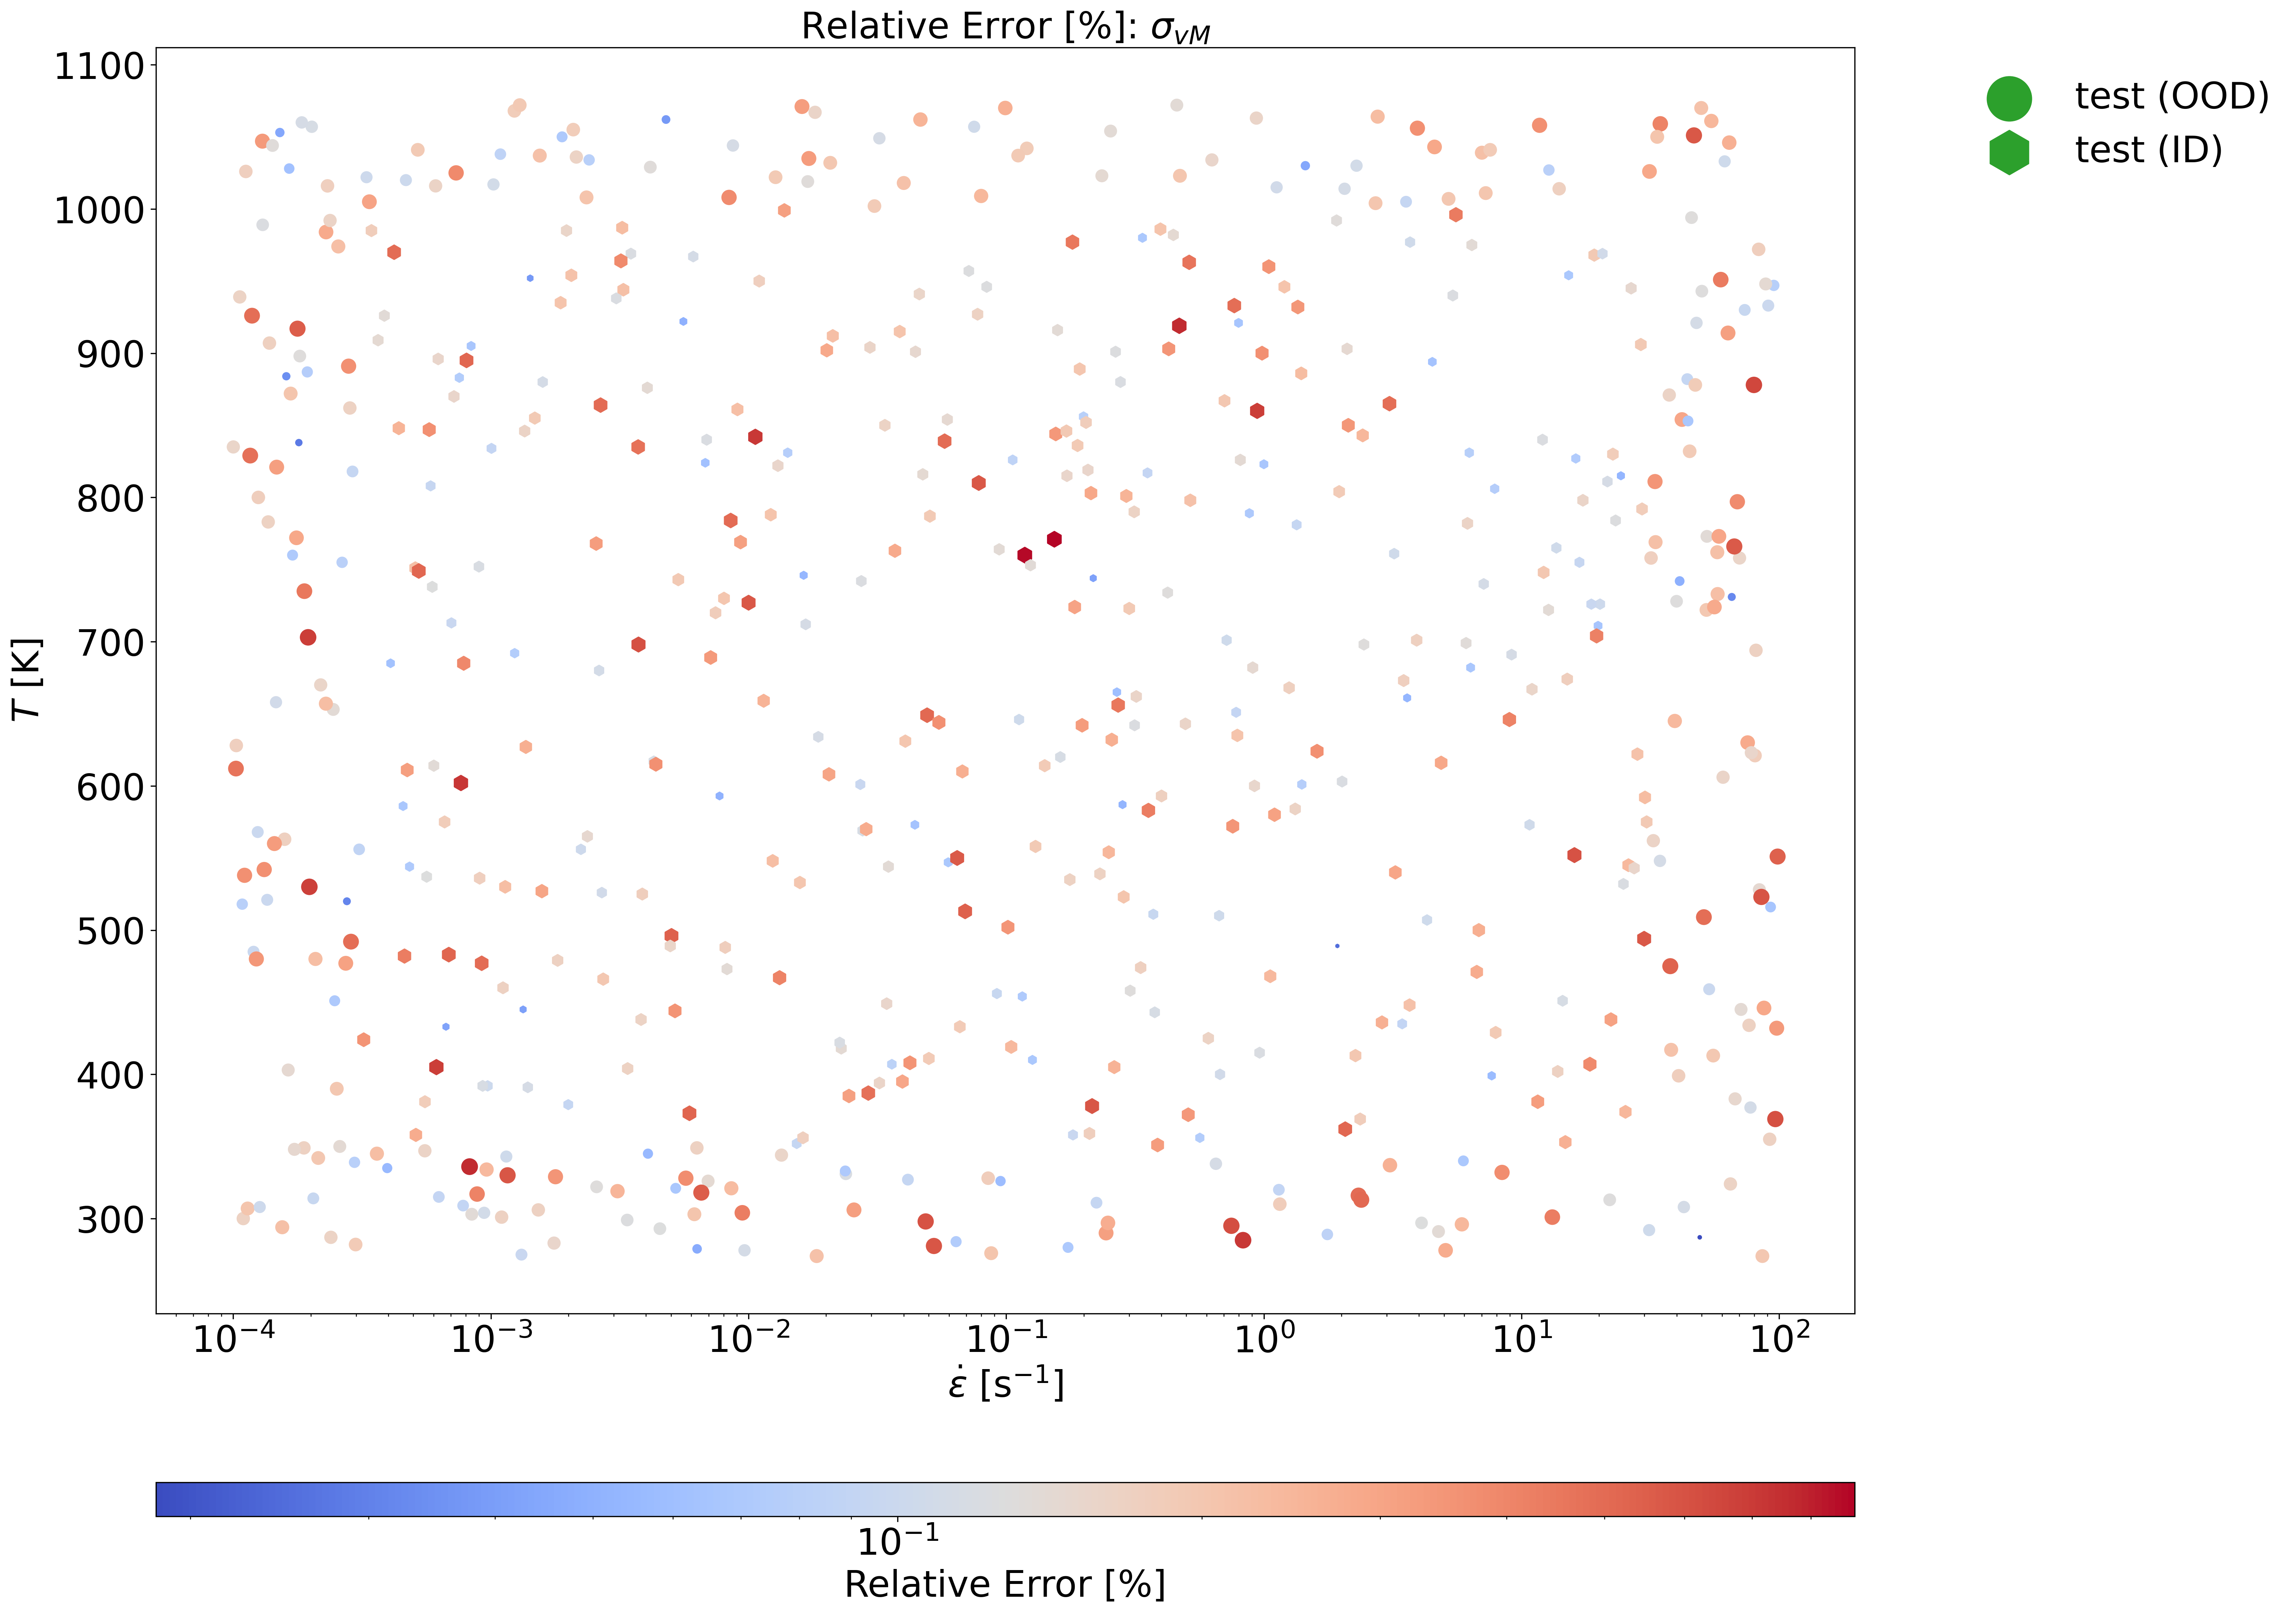 Relative Error [%]: σ_vM
1100
1000
900
800
700
600
500
400
300
T [K]
10⁻⁴ 10⁻³ 10⁻² 10⁻¹ 10⁰ 10¹ 10²
ε̇ [s⁻¹]
10⁻¹
Relative Error [%]
test (OOD)
test (ID)